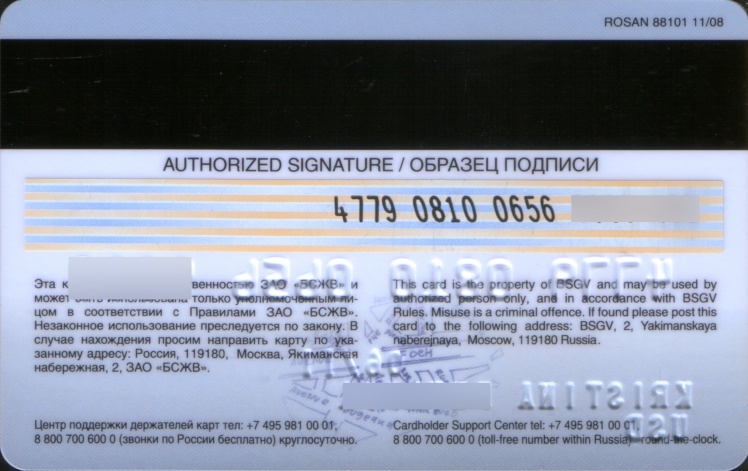 ROSAN 88101 11/08
AUTHORIZED SIGNATURE / ОБРАЗЕЦ ПОДПИСИ
4779 0810 0656
Эта к венностью ЗАО «БСЖВ» и
может быть использована только уполномоченным ли-
цом в соответствии с Правилами ЗАО «БСЖВ».
Незаконное использование преследуется по закону. В
случае нахождения просим направить карту по ука-
занному адресу: Россия, 119180, Москва, Якиманская
набережная, 2, ЗАО «БСЖВ».
This card is the property of BSGV and may be used by
authorized person only, and in accordance with BSGV
Rules. Misuse is a criminal offence. If found please post this
card to the following address: BSGV, 2, Yakimanskaya
naberejnaya, Moscow, 119180 Russia.
KRISTINA
USD
Центр поддержки держателей карт тел: +7 495 981 00 01,
8 800 700 600 0 (звонки по России бесплатно) круглосуточно.
Cardholder Support Center tel: +7 495 981 00 01,
8 800 700 600 0 (toll-free number within Russia) round-the-clock.